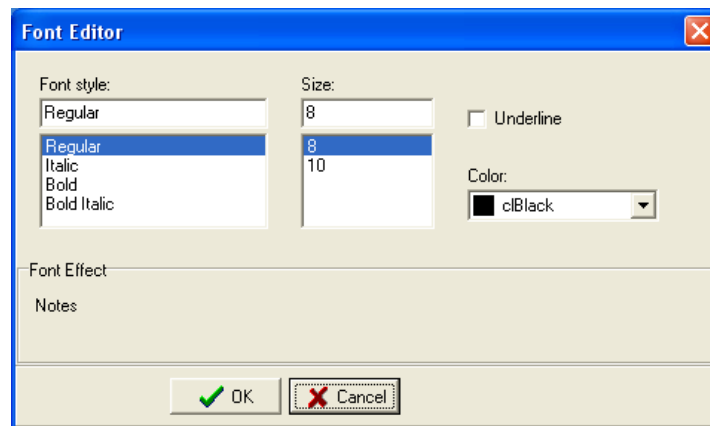 Font Editor
Font style:
Size:
Regular
8
Underline
Regular
Italic
Bold
Bold Italic
8
10
Color:
clBlack
Font Effect
Notes
OK
Cancel